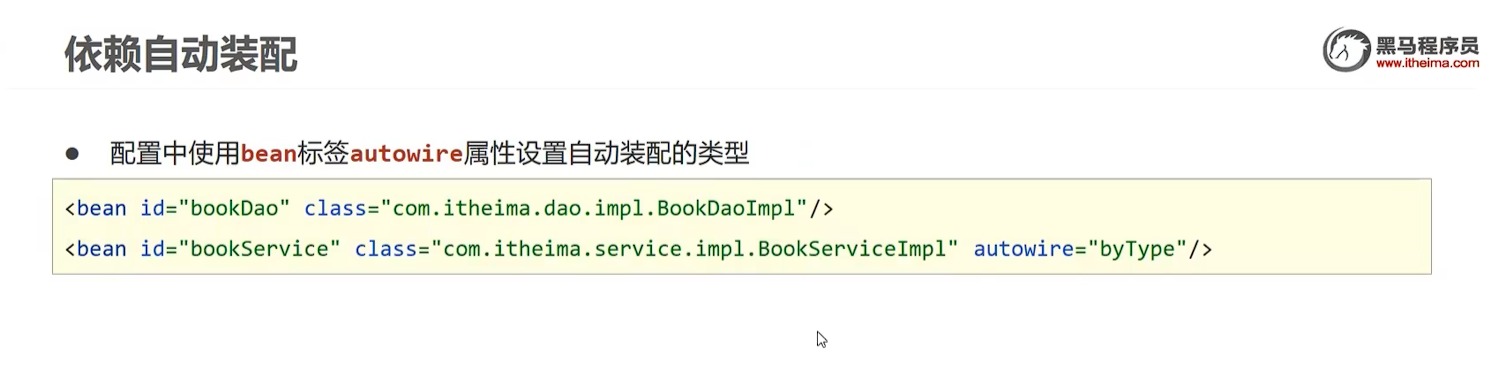 依赖自动装配
黑马程序员
www.itheima.com
● 配置中使用bean标签autowire属性设置自动装配的类型
<bean id="bookDao" class="com.itheima.dao.impl.BookDaoImpl"/>
<bean id="bookService" class="com.itheima.service.impl.BookServiceImpl" autowire="byType"/>